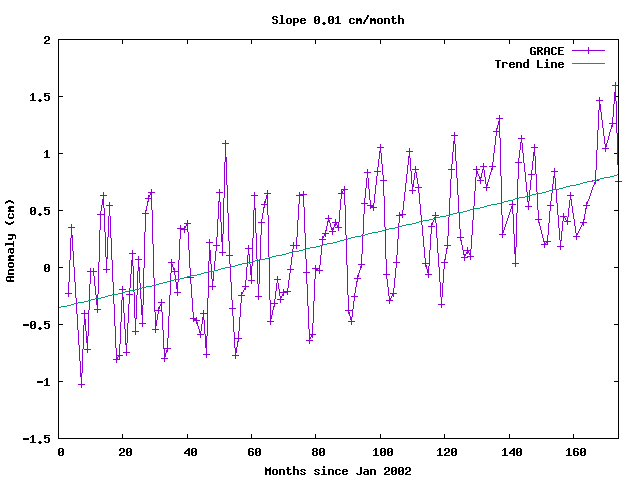 Slope 0.01 cm/month
GRACE
Trend Line
Anomaly (cm)
2
1.5
1
0.5
0
-0.5
-1
-1.5
0 20 40 60 80 100 120 140 160
Months since Jan 2002